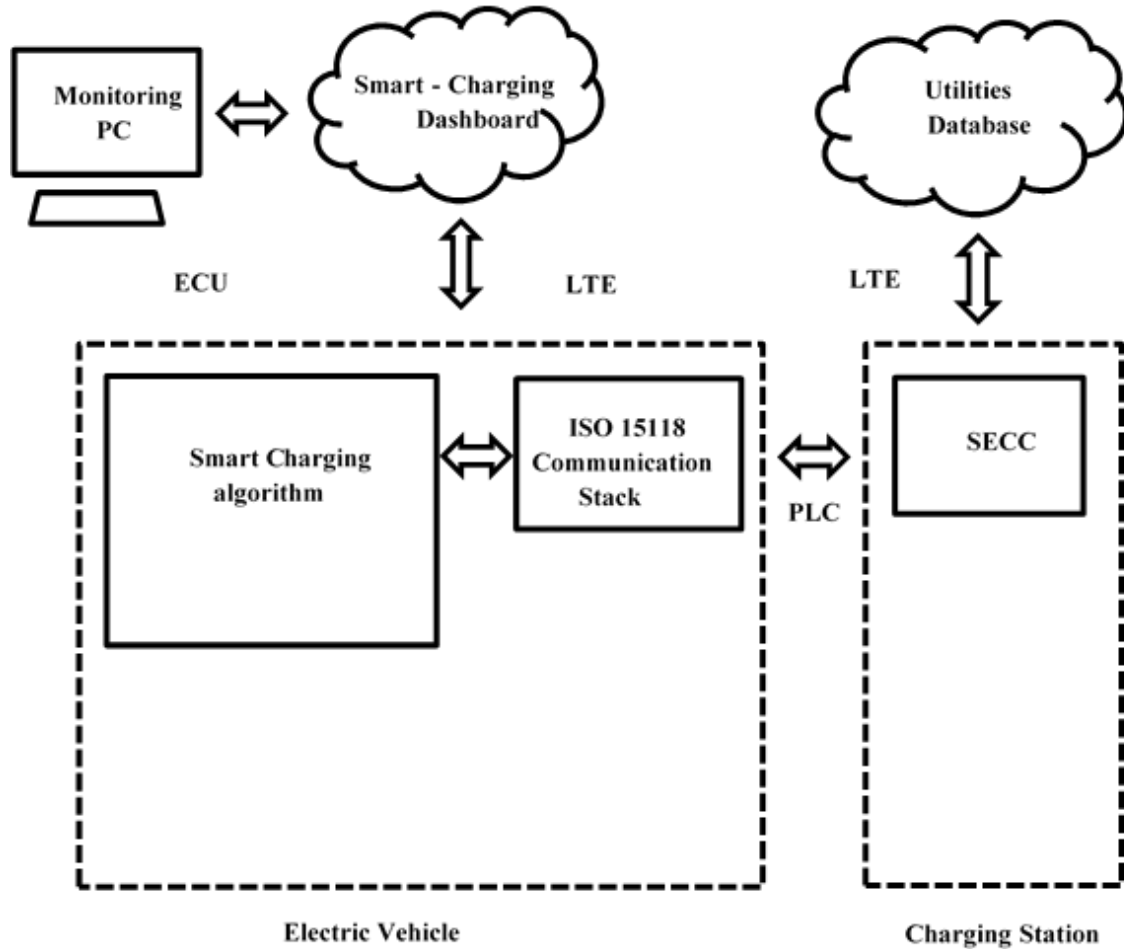 Monitoring
PC
Smart - Charging
Dashboard
Utilities
Database
ECU
LTE
LTE
Smart Charging
algorithm
ISO 15118
Communication
Stack
PLC
SECC
Electric Vehicle
Charging Station